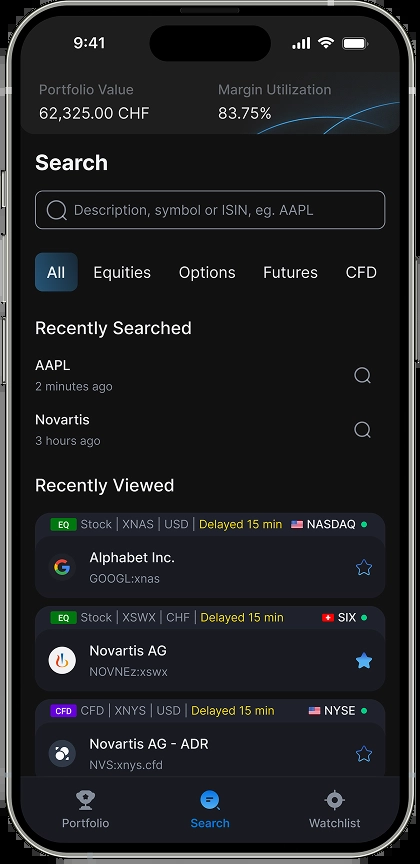 9:41
Portfolio Value Margin Utilization
62,325.00 CHF 83.75%
Search
Description, symbol or ISIN, eg. AAPL
All Equities Options Futures CFD
Recently Searched
AAPL
2 minutes ago
Novartis
3 hours ago
Recently Viewed
EQ Stock | XNAS | USD | Delayed 15 min NASDAQ
Alphabet Inc.
GOOGL:xnas
EQ Stock | XSWX | CHF | Delayed 15 min SIX
Novartis AG
NOVNEz:xswx
CFD CFD | XNYS | USD | Delayed 15 min NYSE
Novartis AG - ADR
NVS:xnys.cfd
Portfolio Search Watchlist